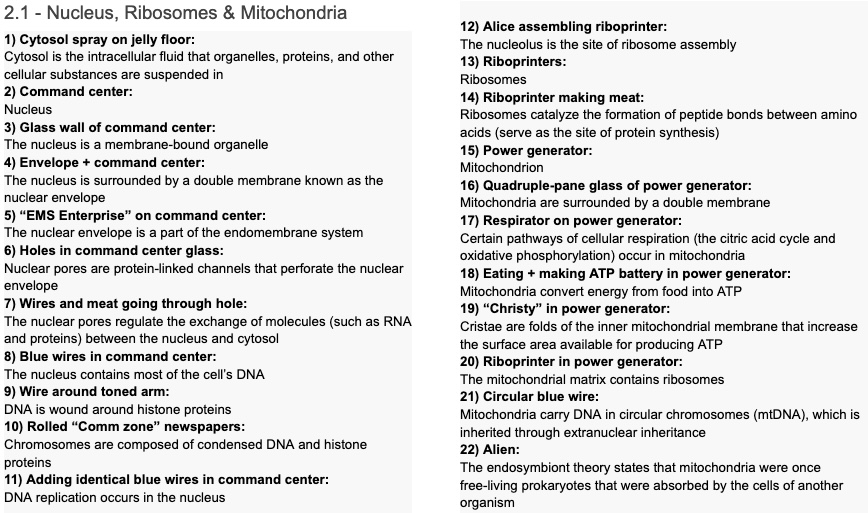 2.1 - Nucleus, Ribosomes & Mitochondria
1) Cytosol spray on jelly floor:
Cytosol is the intracellular fluid that organelles, proteins, and other
cellular substances are suspended in
2) Command center:
Nucleus
3) Glass wall of command center:
The nucleus is a membrane-bound organelle
4) Envelope + command center:
The nucleus is surrounded by a double membrane known as the
nuclear envelope
5) “EMS Enterprise” on command center:
The nuclear envelope is a part of the endomembrane system
6) Holes in command center glass:
Nuclear pores are protein-linked channels that perforate the nuclear
envelope
7) Wires and meat going through hole:
The nuclear pores regulate the exchange of molecules (such as RNA
and proteins) between the nucleus and cytosol
8) Blue wires in command center:
The nucleus contains most of the cell’s DNA
9) Wire around toned arm:
DNA is wound around histone proteins
10) Rolled “Comm zone” newspapers:
Chromosomes are composed of condensed DNA and histone
proteins
11) Adding identical blue wires in command center:
DNA replication occurs in the nucleus
12) Alice assembling riboprinter:
The nucleolus is the site of ribosome assembly
13) Riboprinters:
Ribosomes
14) Riboprinter making meat:
Ribosomes catalyze the formation of peptide bonds between amino
acids (serve as the site of protein synthesis)
15) Power generator:
Mitochondrion
16) Quadruple-pane glass of power generator:
Mitochondria are surrounded by a double membrane
17) Respirator on power generator:
Certain pathways of cellular respiration (the citric acid cycle and
oxidative phosphorylation) occur in mitochondria
18) Eating + making ATP battery in power generator:
Mitochondria convert energy from food into ATP
19) “Christy” in power generator:
Cristae are folds of the inner mitochondrial membrane that increase
the surface area available for producing ATP
20) Riboprinter in power generator:
The mitochondrial matrix contains ribosomes
21) Circular blue wire:
Mitochondria carry DNA in circular chromosomes (mtDNA), which is
inherited through extranuclear inheritance
22) Alien:
The endosymbiont theory states that mitochondria were once
free-living prokaryotes that were absorbed by the cells of another
organism